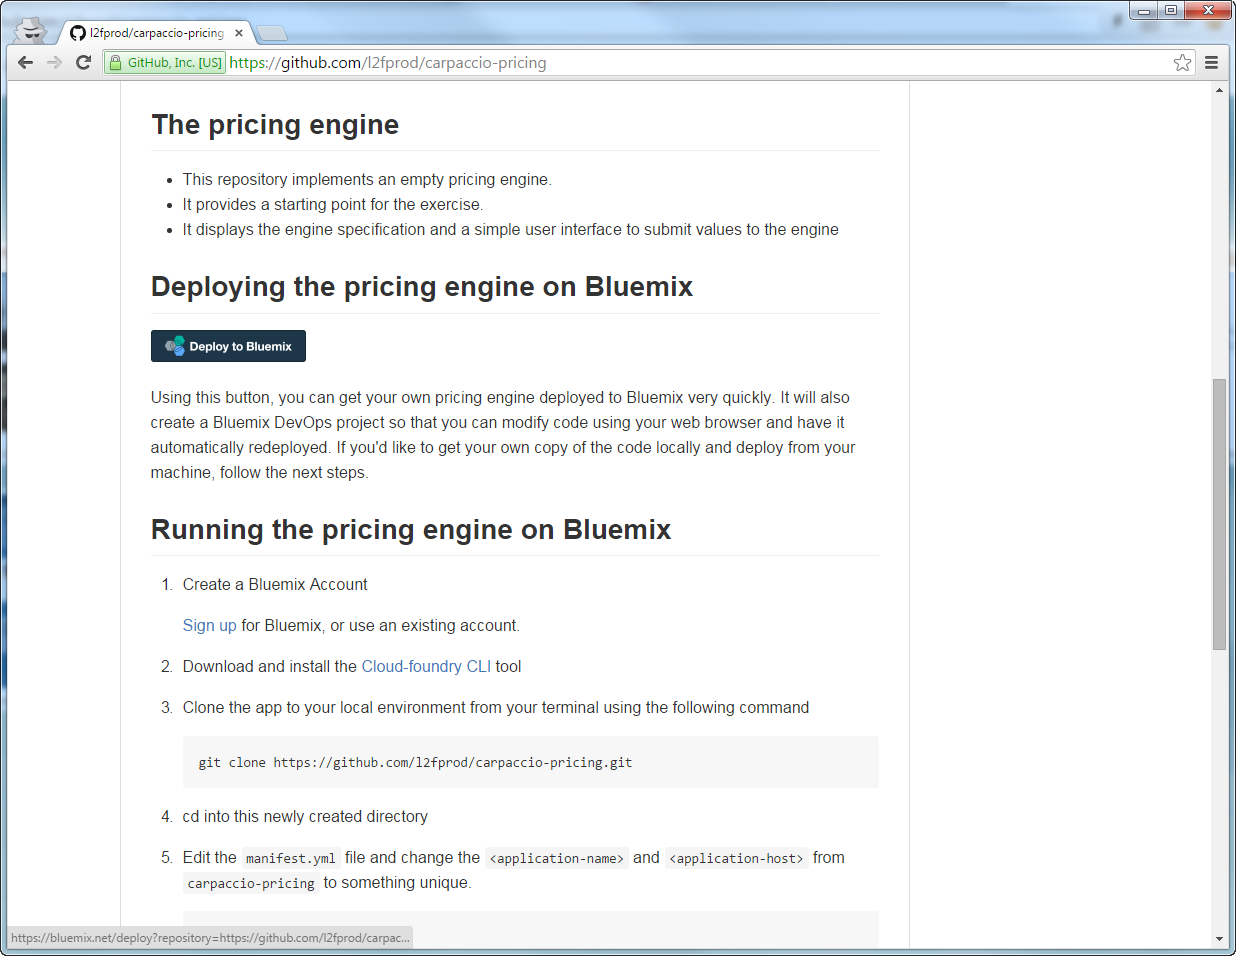 l2fprod/carpaccio-pricing
GitHub, Inc. [US] https://github.com/l2fprod/carpaccio-pricing
The pricing engine
• This repository implements an empty pricing engine.
• It provides a starting point for the exercise.
• It displays the engine specification and a simple user interface to submit values to the engine
Deploying the pricing engine on Bluemix
Deploy to Bluemix
Using this button, you can get your own pricing engine deployed to Bluemix very quickly. It will also
create a Bluemix DevOps project so that you can modify code using your web browser and have it
automatically redeployed. If you'd like to get your own copy of the code locally and deploy from your
machine, follow the next steps.
Running the pricing engine on Bluemix
1. Create a Bluemix Account
Sign up for Bluemix, or use an existing account.
2. Download and install the Cloud-foundry CLI tool
3. Clone the app to your local environment from your terminal using the following command
git clone https://github.com/l2fprod/carpaccio-pricing.git
4. cd into this newly created directory
5. Edit the manifest.yml file and change the <application-name> and <application-host> from
carpaccio-pricing to something unique.
https://bluemix.net/deploy?repository=https://github.com/l2fprod/carpac...